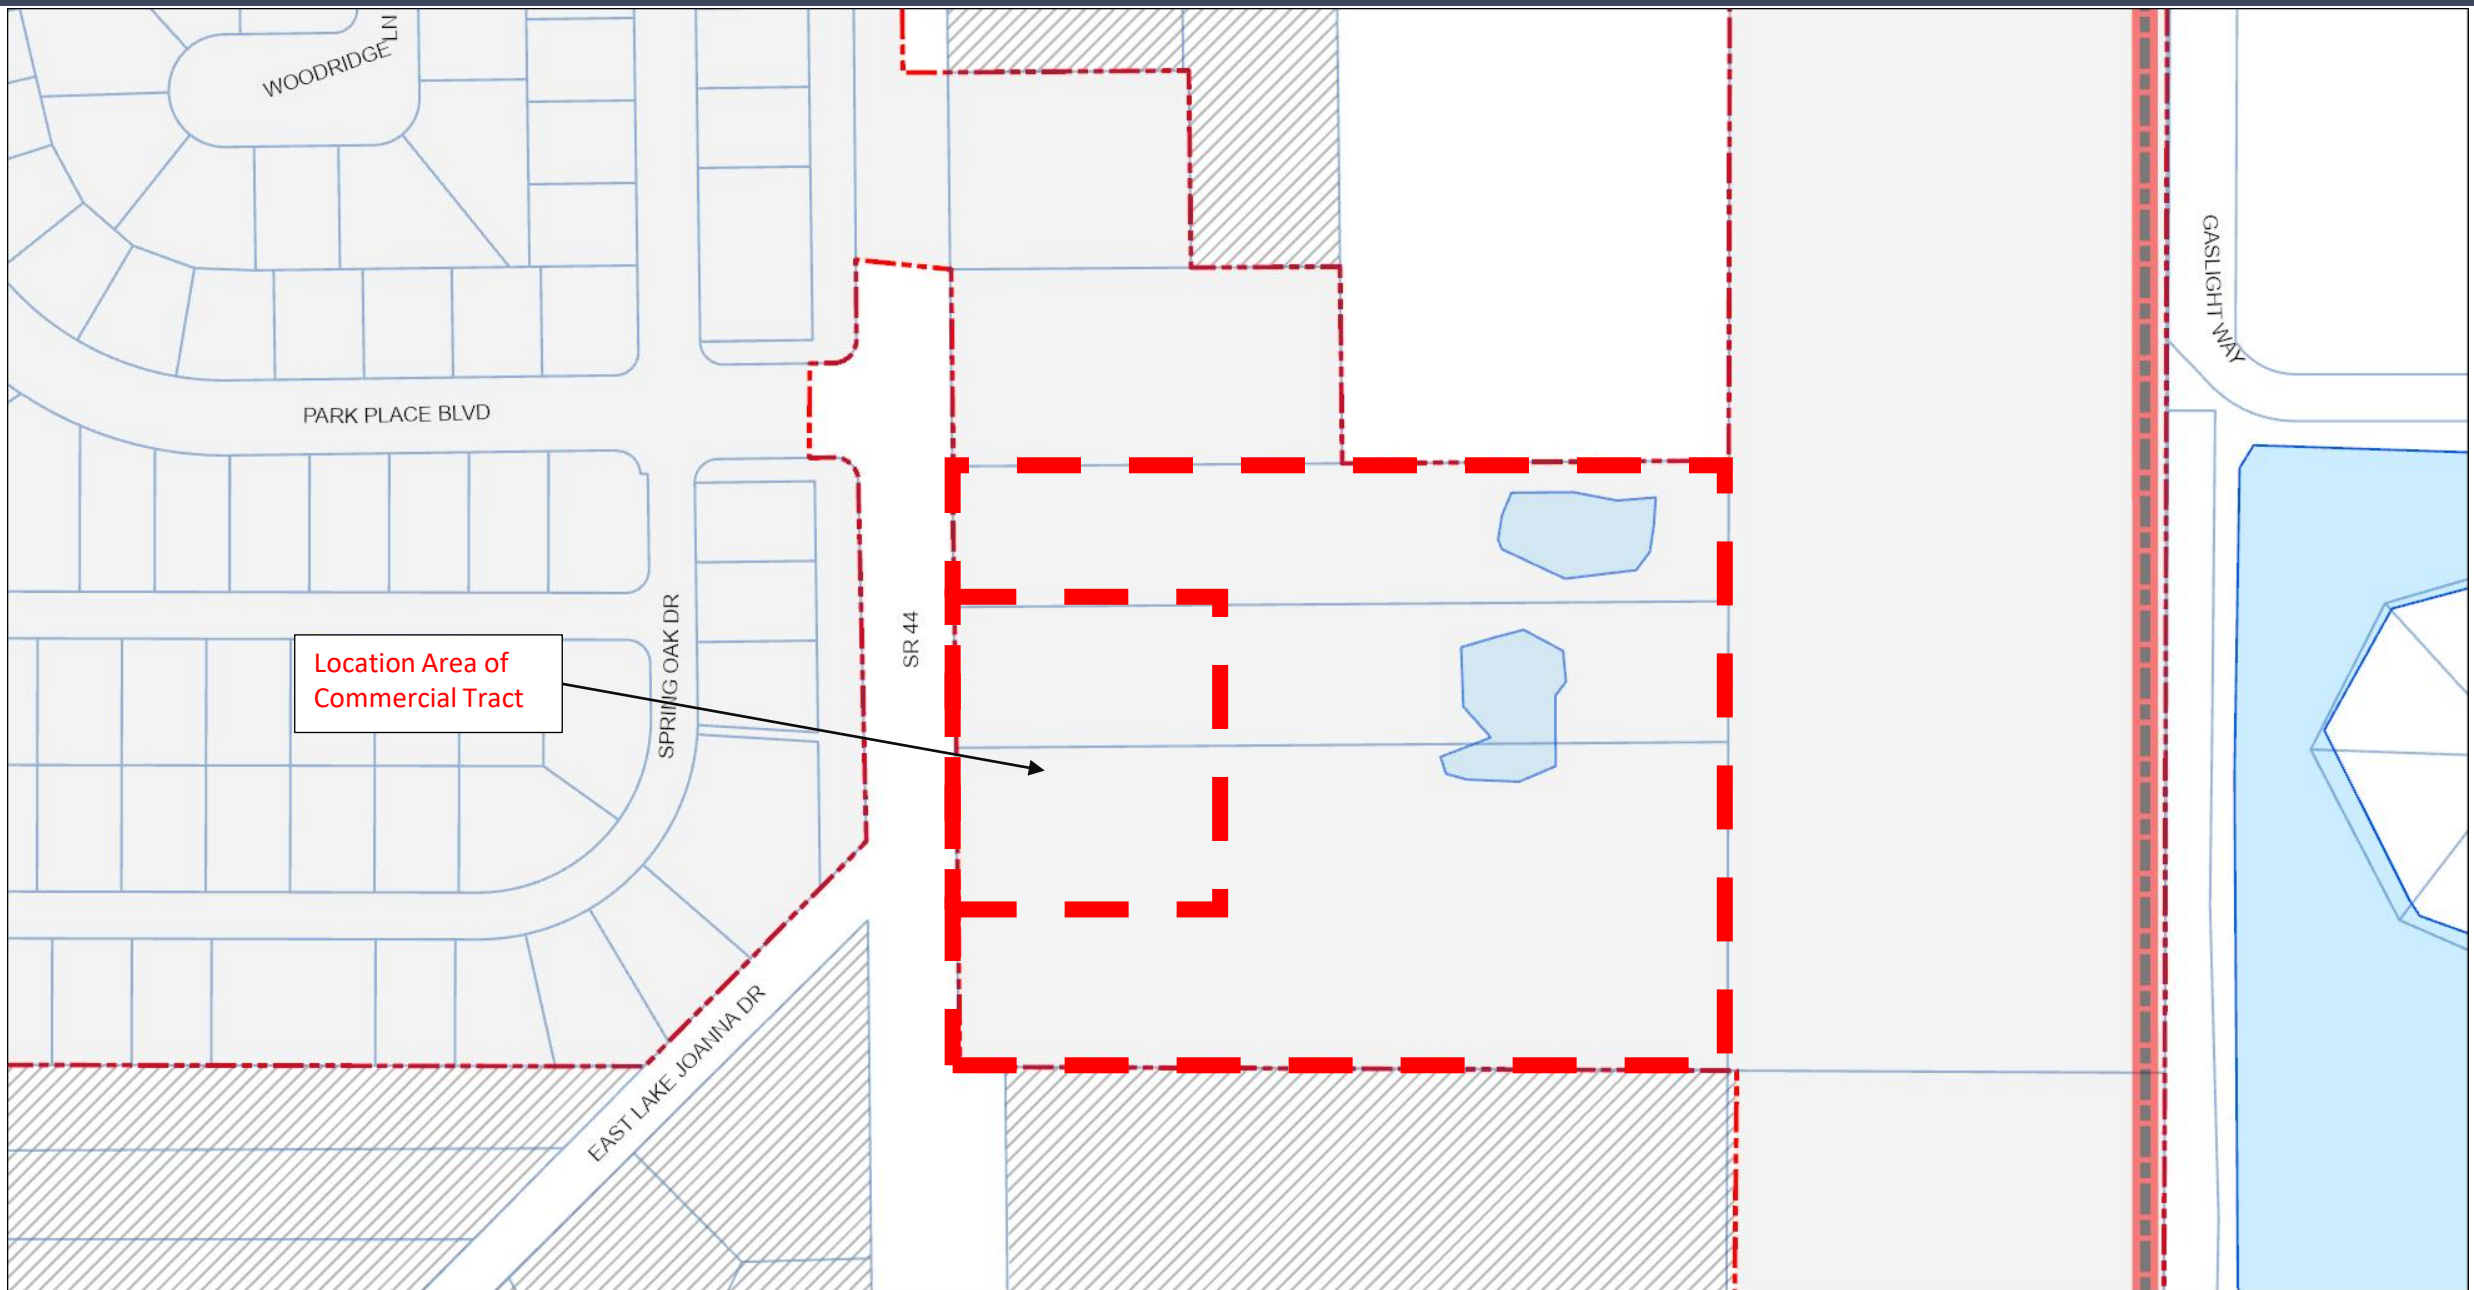 WOODRIDGE LN
PARK PLACE BLVD
GASLIGHT WAY
SPRING OAK DR
SR 44
Location Area of
Commercial Tract
EAST LAKE JOANNA DR